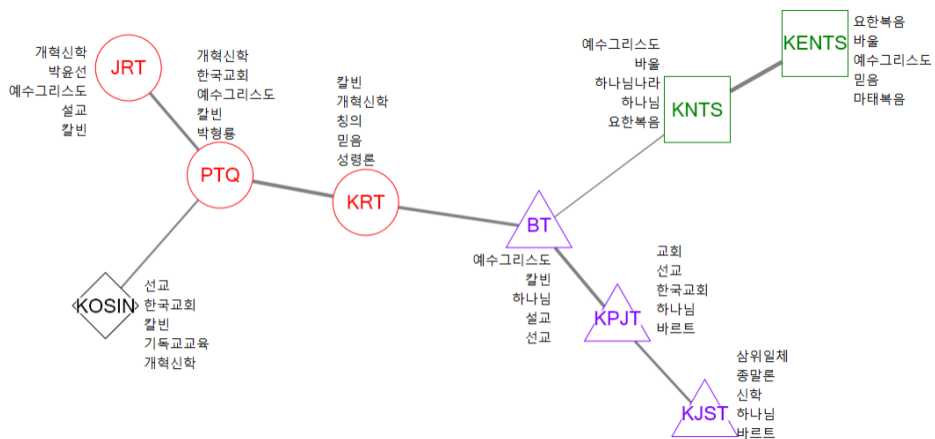 JRT
개혁신학
박윤선
예수그리스도
설교
칼빈
PTQ
개혁신학
한국교회
예수그리스도
칼빈
박형룡
KRT
칼빈
개혁신학
칭의
믿음
성령론
KOSIN
선교
한국교회
칼빈
기독교교육
개혁신학
BT
예수그리스도
칼빈
하나님
설교
선교
KNTS
예수그리스도
바울
하나님나라
하나님
요한복음
KENTS
요한복음
바울
예수그리스도
믿음
마태복음
KPJT
교회
선교
한국교회
하나님
바르트
KJST
삼위일체
종말론
신학
하나님
바르트